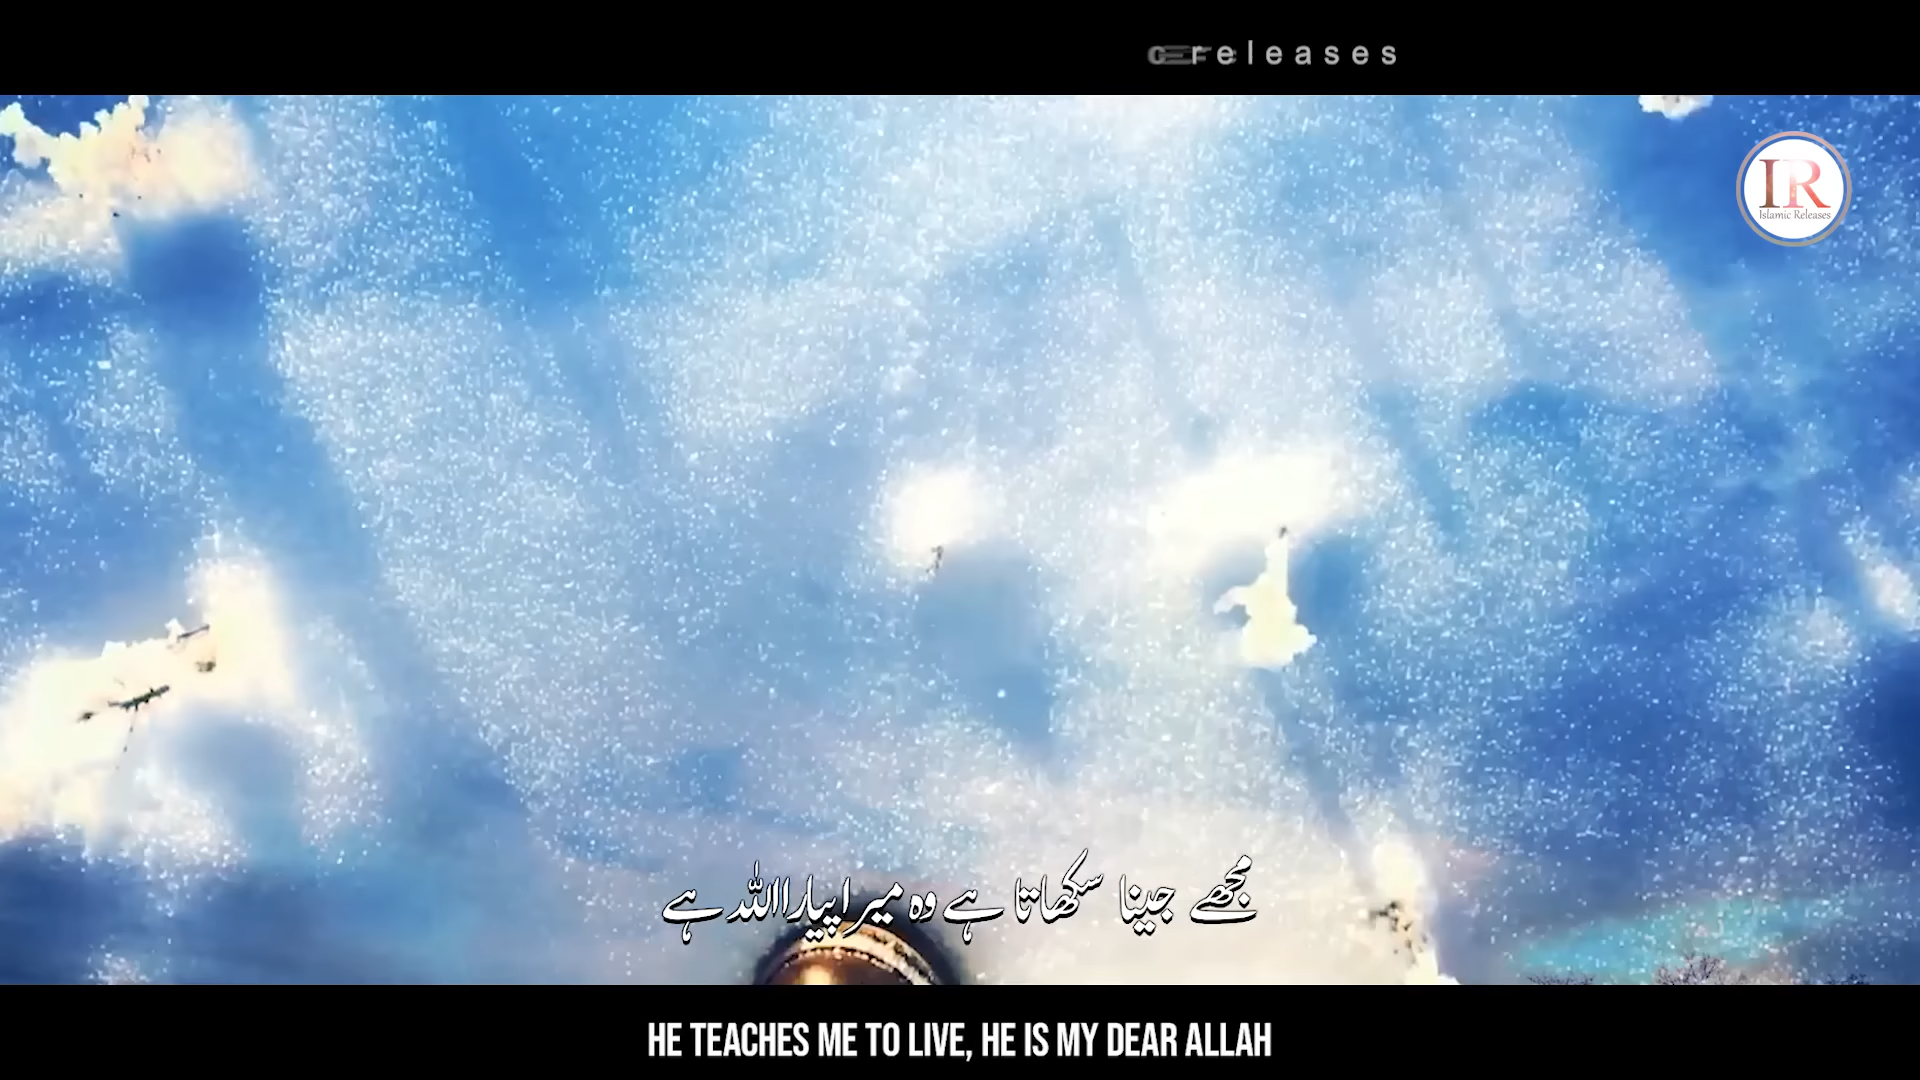 releases
IR
Islamic Releases
مجھے جینا سکھاتا ہے وہ میرا پیارا اللہ ہے
HE TEACHES ME TO LIVE, HE IS MY DEAR ALLAH